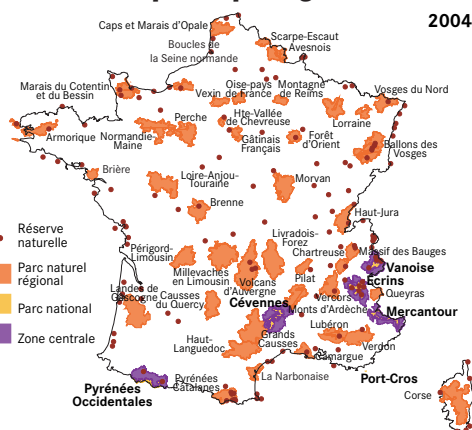 2004
Caps et Marais d'Opale
Scarpe-Escaut
Avesnois
Boucles de
la Seine normande
Marais du Cotentin
et du Bessin
Oise-pays
de France
Montagne
de Reims
Vosges du Nord
Vexin
Perche
Hte-Vallée
de Chevreuse
Lorraine
Armorique
Normandie-
Maine
Gâtinais
Français
Forêt
d'Orient
Ballons des
Vosges
Brière
Loire-Anjou-
Touraine
Morvan
Brenne
Haut-Jura
Réserve
naturelle
Parc naturel
régional
Parc national
Zone centrale
Périgord-
Limousin
Livradois-
Forez
Chartreuse
Massif des Bauges
Millevaches
en Limousin
Volcans
d'Auvergne
Pilat
Vanoise
Ecrins
Landes de
Gascogne
Causses
du Quercy
Cévennes
Vercors
Queyras
Monts d'Ardèche
Mercantour
Haut-
Languedoc
Grands
Causses
Lubéron
Verdon
Camargue
Pyrénées
Occidentales
Pyrénées
Catalanes
La Narbonaise
Port-Cros
Corse